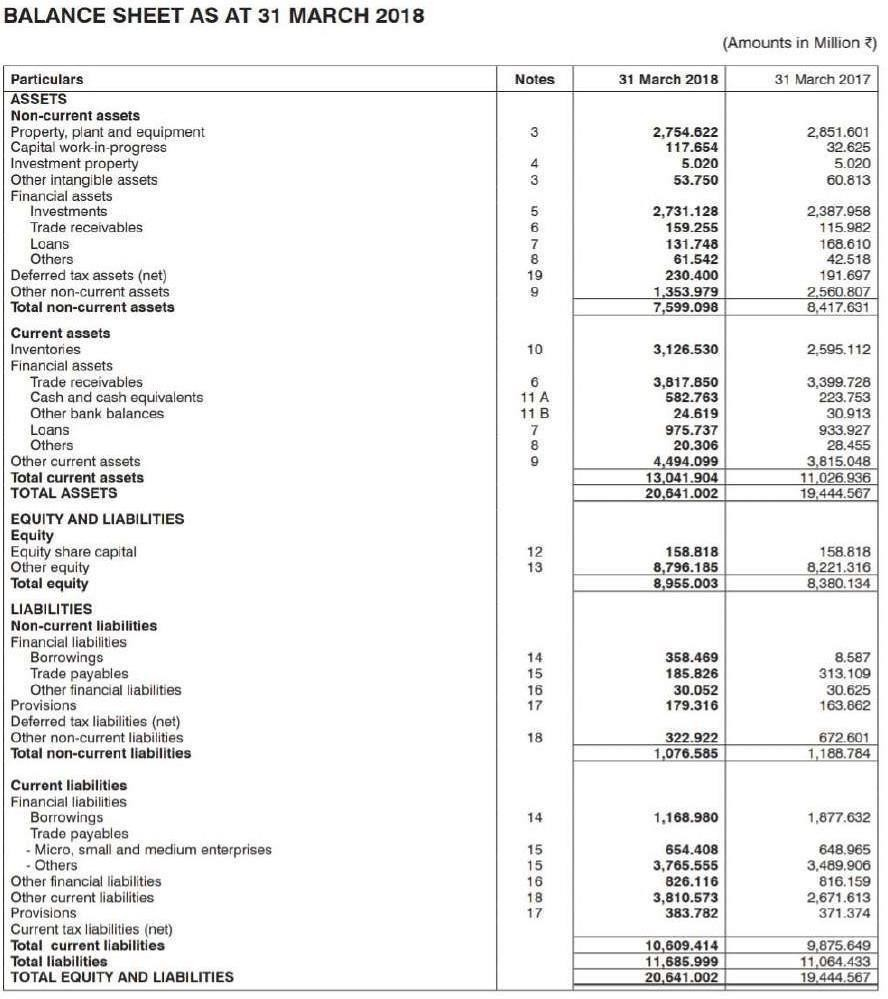 BALANCE SHEET AS AT 31 MARCH 2018
(Amounts in Million ₹)
Particulars Notes 31 March 2018 31 March 2017
ASSETS
Non-current assets
Property, plant and equipment 3 2,754.622 2,851.601
Capital work-in-progress 117.654 32.625
Investment property 4 5.020 5.020
Other intangible assets 3 53.750 60.813
Financial assets
Investments 5 2,731.128 2,387.958
Trade receivables 6 159.255 115.982
Loans 7 131.748 168.610
Others 8 61.542 42.518
Deferred tax assets (net) 19 230.400 191.697
Other non-current assets 9 1,353.979 2,560.807
Total non-current assets 7,599.098 8,417.631
Current assets
Inventories 10 3,126.530 2,595.112
Financial assets
Trade receivables 6 3,817.850 3,399.728
Cash and cash equivalents 11 A 582.763 223.753
Other bank balances 11 B 24.619 30.913
Loans 7 975.737 933.927
Others 8 20.306 28.455
Other current assets 9 4,494.099 3,815.048
Total current assets 13,041.904 11,026.936
TOTAL ASSETS 20,641.002 19,444.567
EQUITY AND LIABILITIES
Equity
Equity share capital 12 158.818 158.818
Other equity 13 8,796.185 8,221.316
Total equity 8,955.003 8,380.134
LIABILITIES
Non-current liabilities
Financial liabilities
Borrowings 14 358.469 8.587
Trade payables 15 185.826 313.109
Other financial liabilities 16 30.052 30.625
Provisions 17 179.316 163.862
Deferred tax liabilities (net)
Other non-current liabilities 18 322.922 672.601
Total non-current liabilities 1,076.585 1,188.784
Current liabilities
Financial liabilities
Borrowings 14 1,168.980 1,877.632
Trade payables
- Micro, small and medium enterprises 15 654.408 648.965
- Others 15 3,765.555 3,489.906
Other financial liabilities 16 826.116 816.159
Other current liabilities 18 3,810.573 2,671.613
Provisions 17 383.782 371.374
Current tax liabilities (net)
Total current liabilities 10,609.414 9,875.649
Total liabilities 11,685.999 11,064.433
TOTAL EQUITY AND LIABILITIES 20,641.002 19,444.567